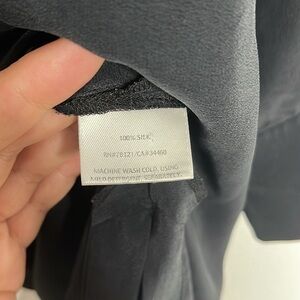 100% SILK
RN#78121/CA#34460
MACHINE WASH COLD, USING
MILD DETERGENT, SEPARATELY.